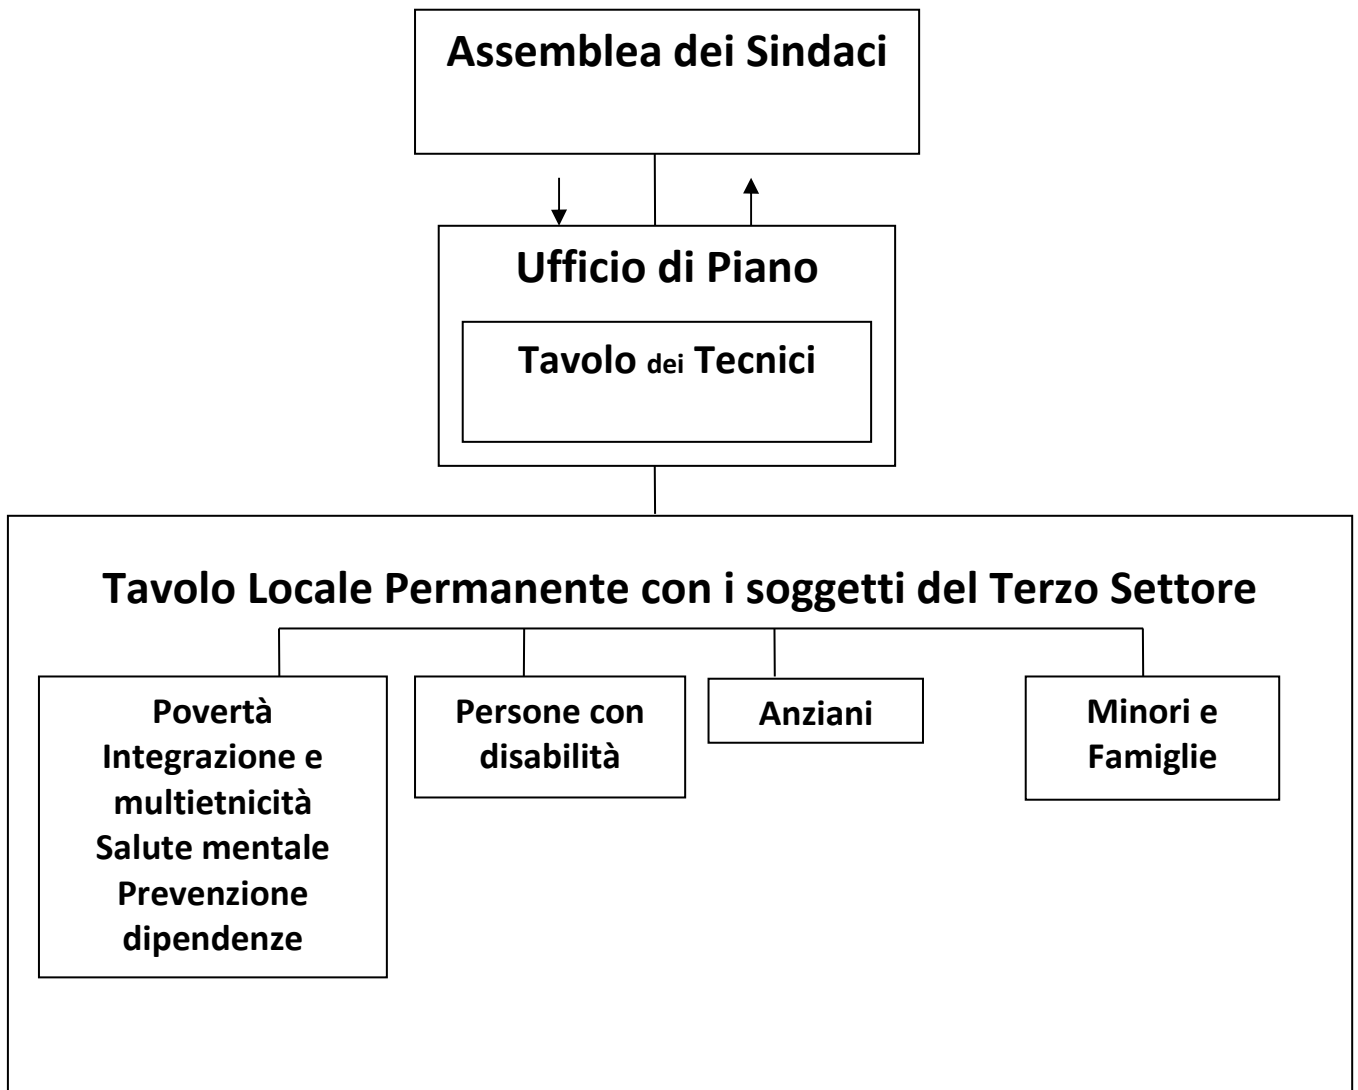 Assemblea dei Sindaci
Ufficio di Piano
Tavolo dei Tecnici
Tavolo Locale Permanente con i soggetti del Terzo Settore
Povertà
Integrazione e
multietnicità
Salute mentale
Prevenzione
dipendenze
Persone con
disabilità
Anziani
Minori e
Famiglie